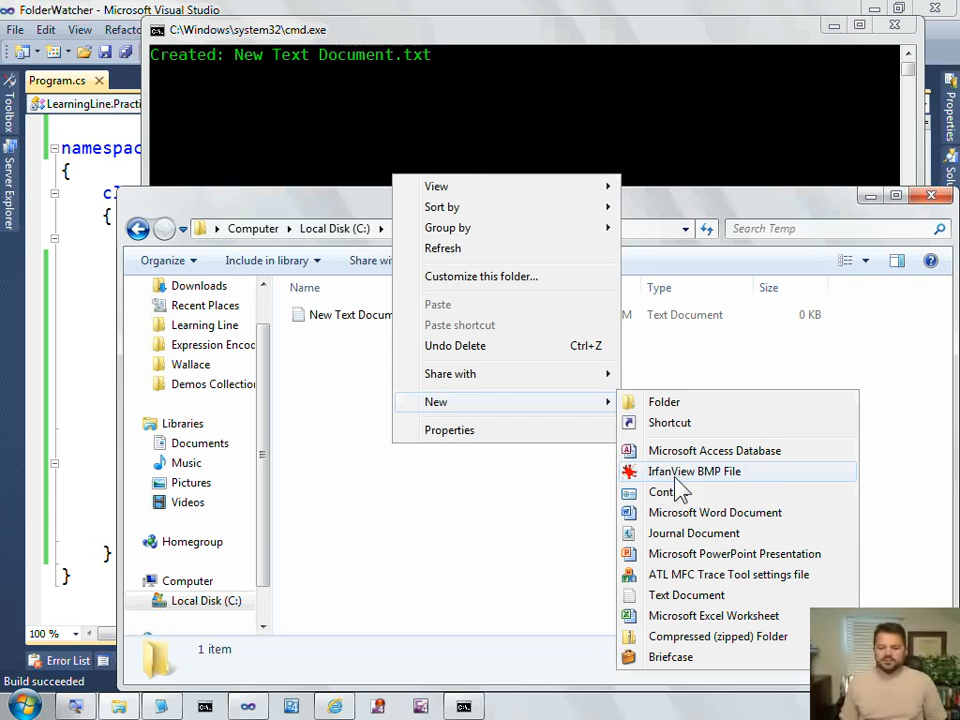 FolderWatcher - Microsoft Visual Studio
File Edit View Refacto
C:\Windows\system32\cmd.exe
Created: New Text Document.txt
Program.cs
LearningLine.Practi
Toolbox
Server Explorer
Properties
namespac
{
cl
{
}
}
100 %
Error List
Build succeeded
Computer Local Disk (C:)
Search Temp
Organize Include in library Share wi
Downloads
Recent Places
Learning Line
Expression Encod
Wallace
Demos Collectio
Libraries
Documents
Music
Pictures
Videos
Homegroup
Computer
Local Disk (C:)
Name Type Size
New Text Docum M Text Document 0 KB
1 item
View
Sort by
Group by
Refresh
Customize this folder...
Paste
Paste shortcut
Undo Delete Ctrl+Z
Share with
New
Properties
Folder
Shortcut
Microsoft Access Database
IrfanView BMP File
Cont
Microsoft Word Document
Journal Document
Microsoft PowerPoint Presentation
ATL MFC Trace Tool settings file
Text Document
Microsoft Excel Worksheet
Compressed (zipped) Folder
Briefcase